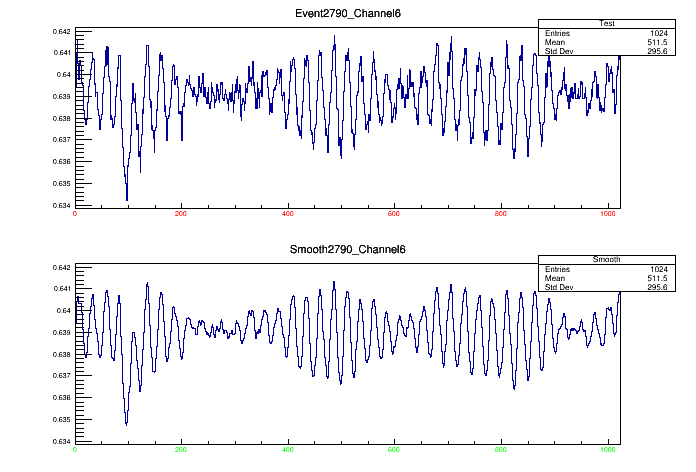 Event2790_Channel6
Test
Entries 1024
Mean 511.5
Std Dev 295.6
0.642
0.641
0.64
0.639
0.638
0.637
0.636
0.635
0.634
0 200 400 600 800 1000
Smooth2790_Channel6
Smooth
Entries 1024
Mean 511.5
Std Dev 295.6
0.642
0.641
0.64
0.639
0.638
0.637
0.636
0.635
0.634
0 200 400 600 800 1000